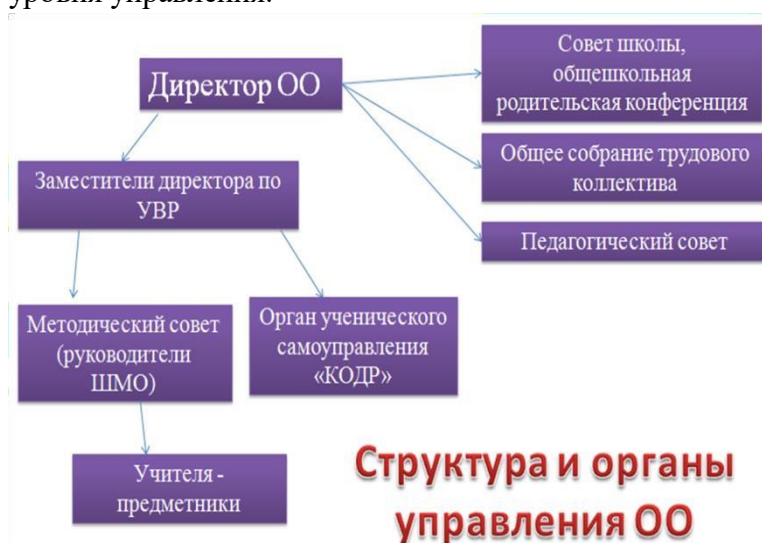 уровня управления.
Директор ОО
Совет школы,
общешкольная
родительская конференция
Общее собрание трудового
коллектива
Педагогический совет
Заместители директора по
УВР
Методический совет
(руководители
ШМО)
Орган ученического
самоуправления
«КОДР»
Учителя -
предметники
Структура и органы
управления ОО